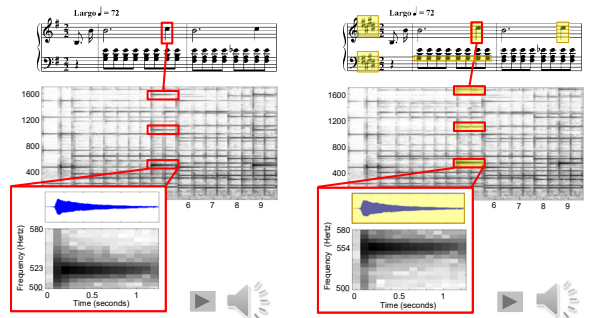 Largo ♩ = 72
1600
1200
800
400
6 7 8 9
580
523
500
Frequency (Hertz)
0 0.5 1
Time (seconds)
Largo ♩ = 72
1600
1200
800
400
6 7 8 9
580
554
500
Frequency (Hertz)
0 0.5 1
Time (seconds)